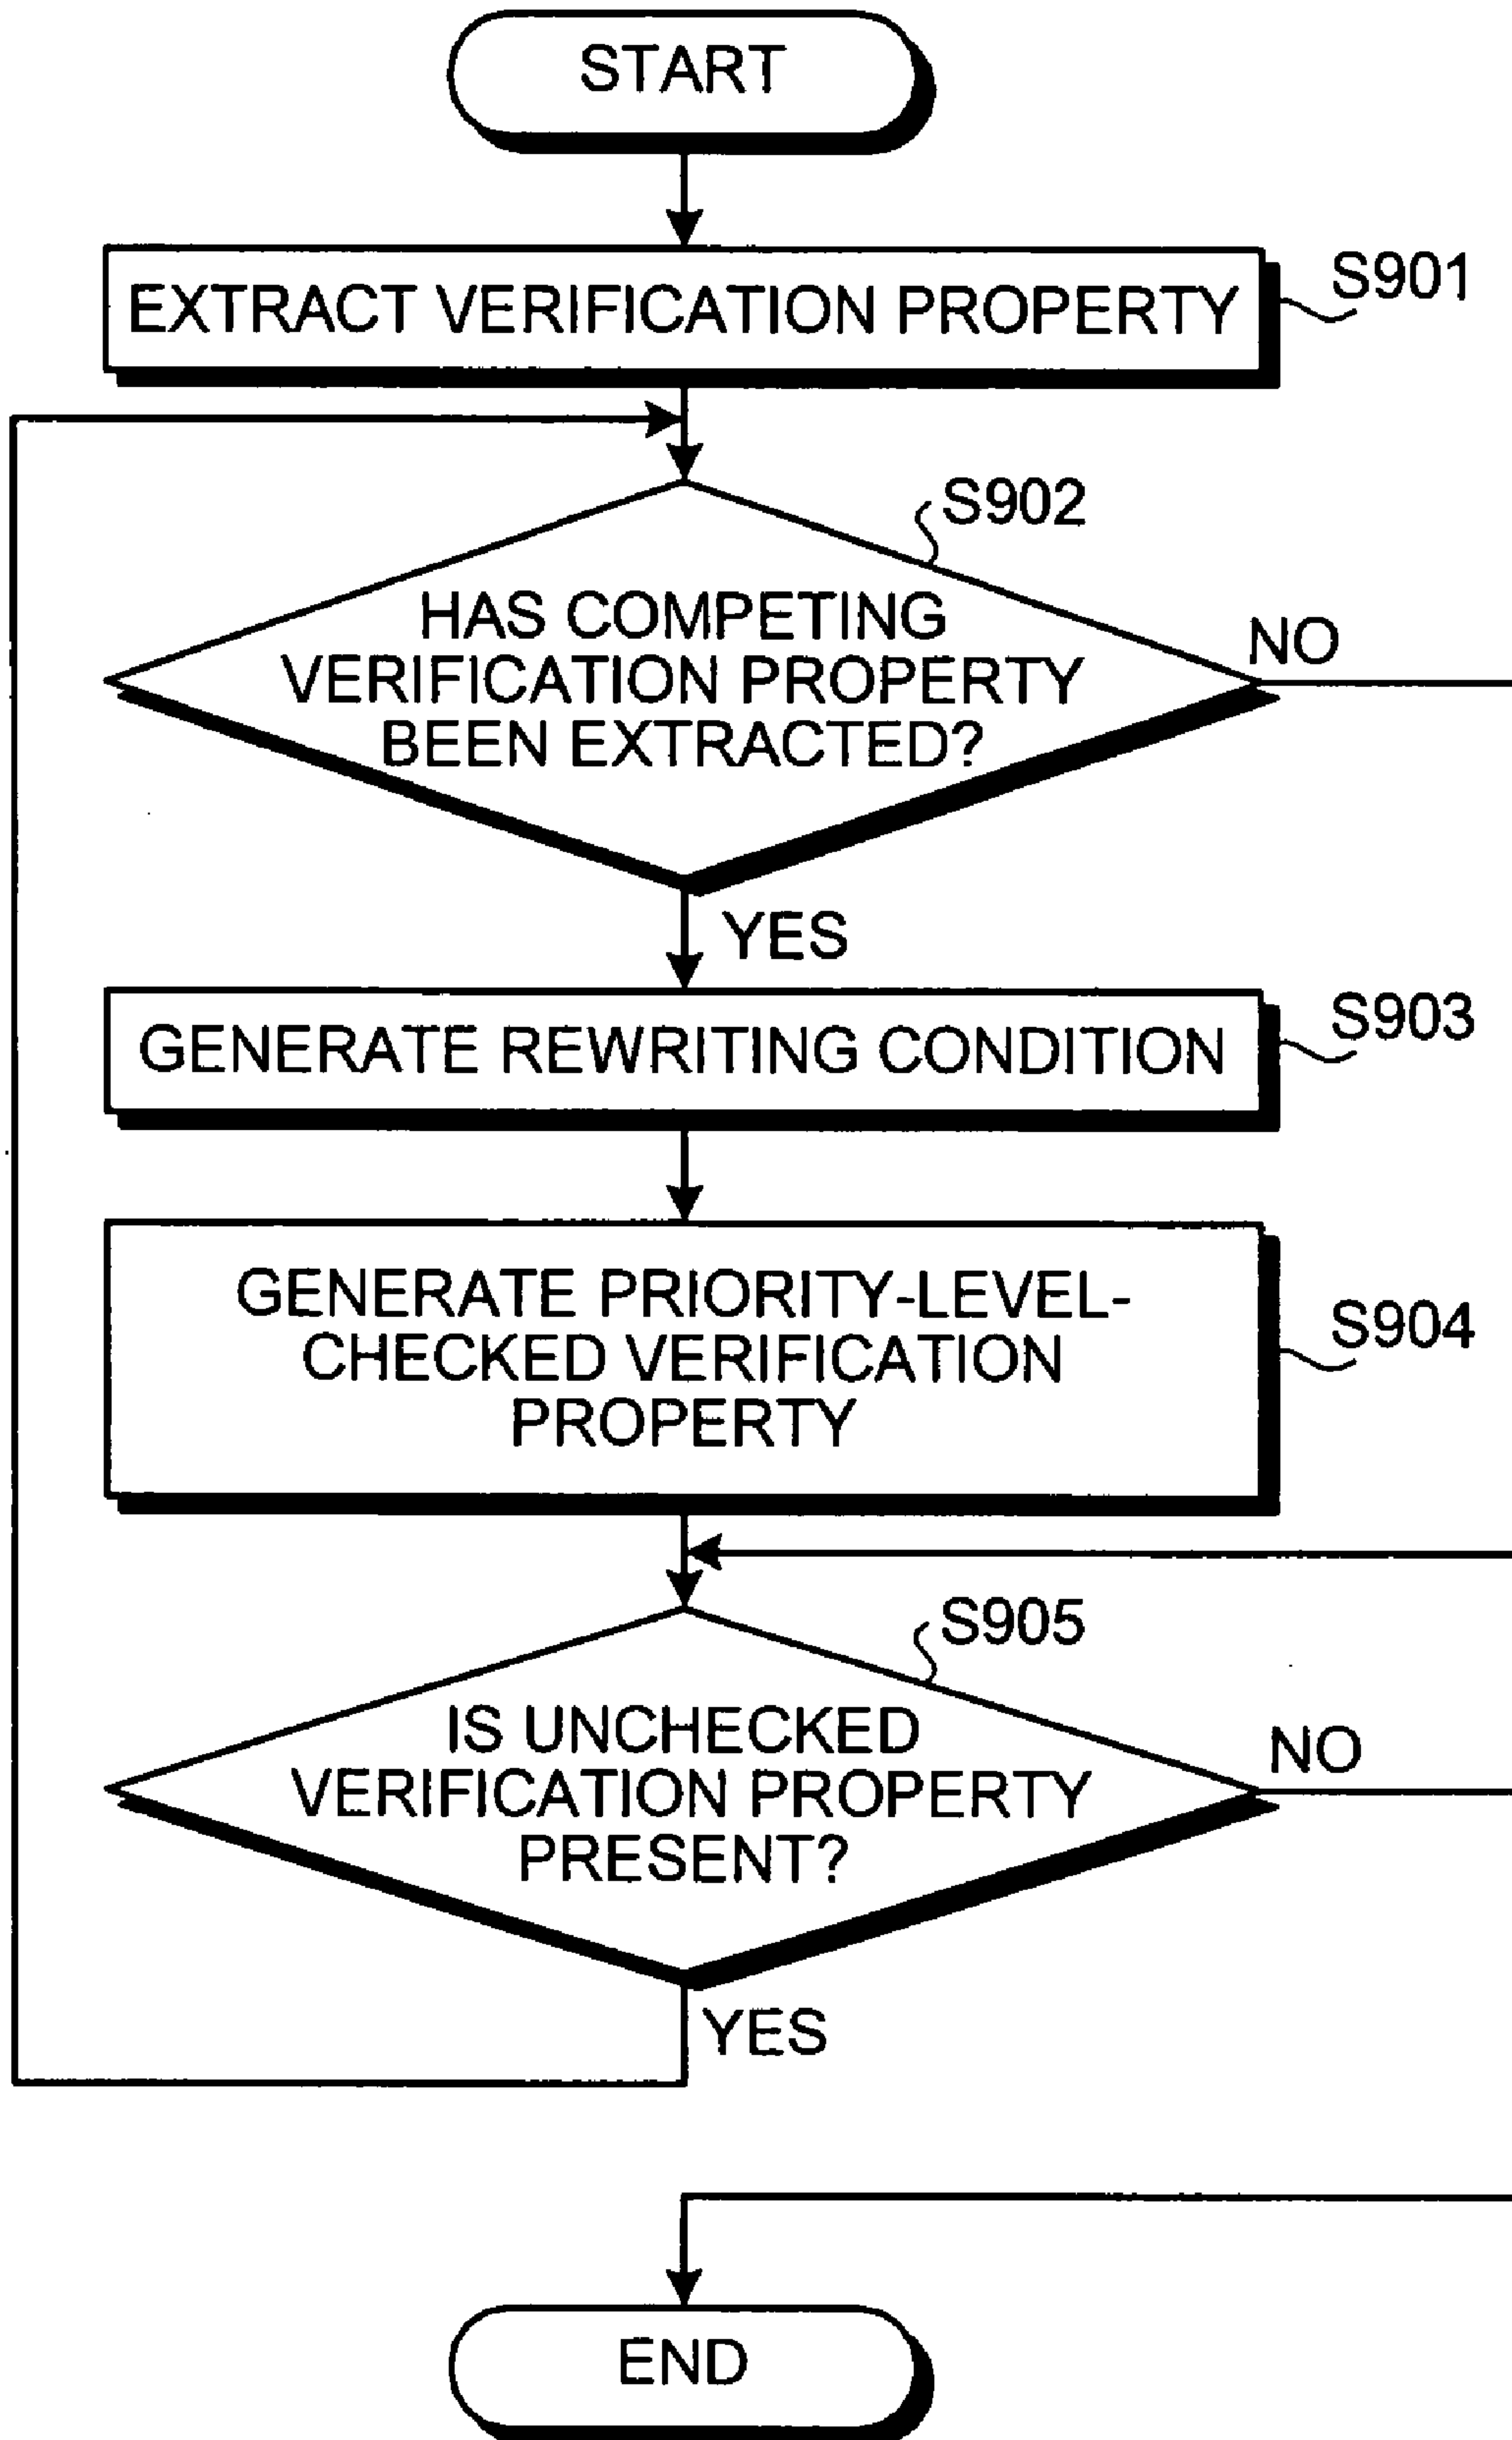 START
EXTRACT VERIFICATION PROPERTY
S901
S902
HAS COMPETING
VERIFICATION PROPERTY
BEEN EXTRACTED?
NO
YES
GENERATE REWRITING CONDITION
S903
GENERATE PRIORITY-LEVEL-
CHECKED VERIFICATION
PROPERTY
S904
S905
IS UNCHECKED
VERIFICATION PROPERTY
PRESENT?
NO
YES
END